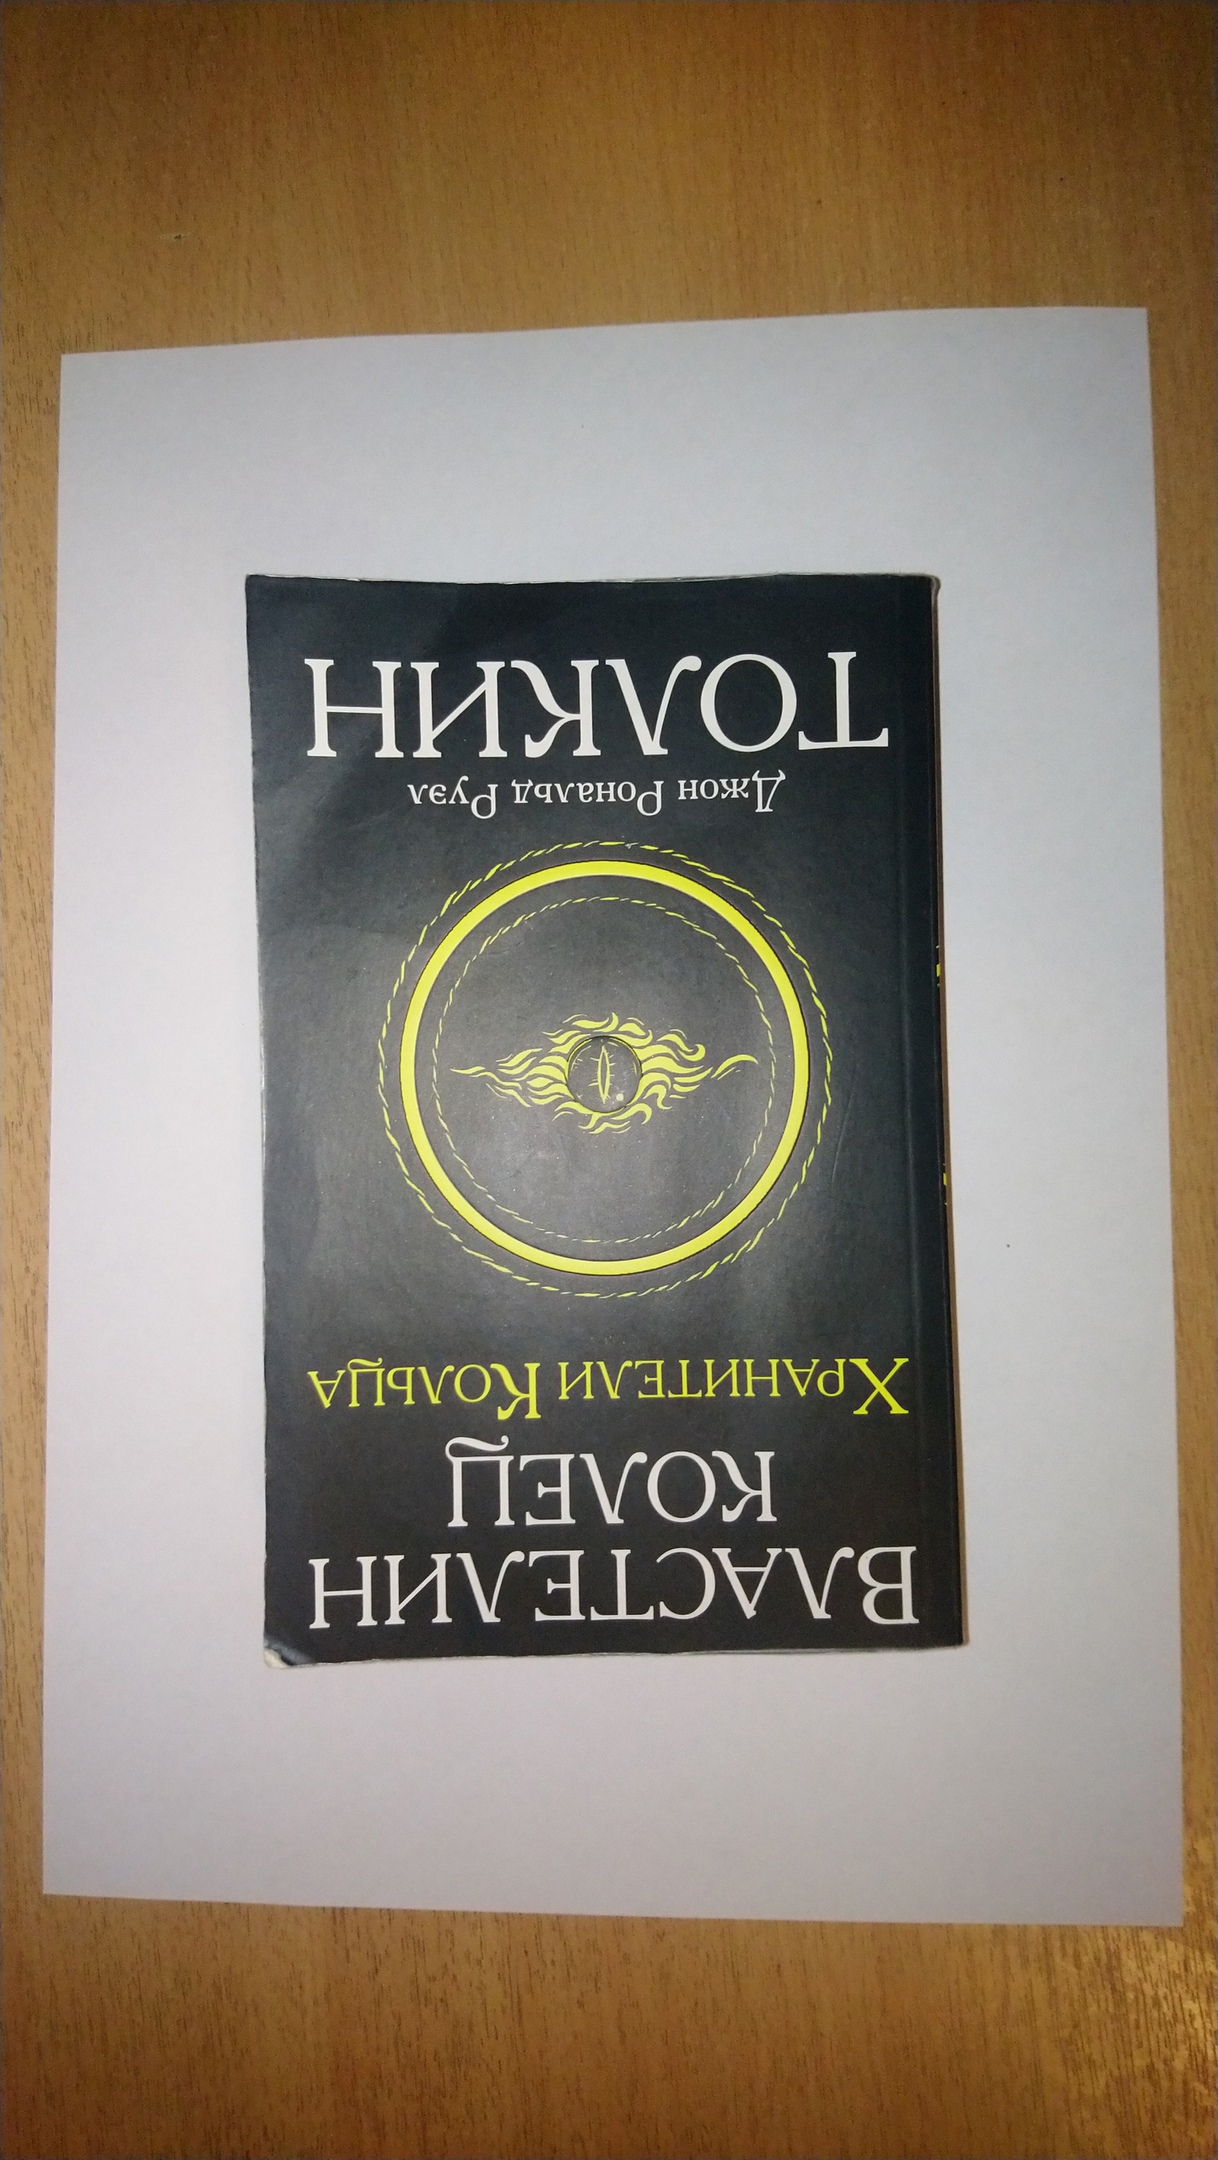 ВЛАСТЕЛИН
КОЛЕЦ
ХРАНИТЕЛИ КОЛЬЦА
Джон Рональд Руэл
ТОЛКИН